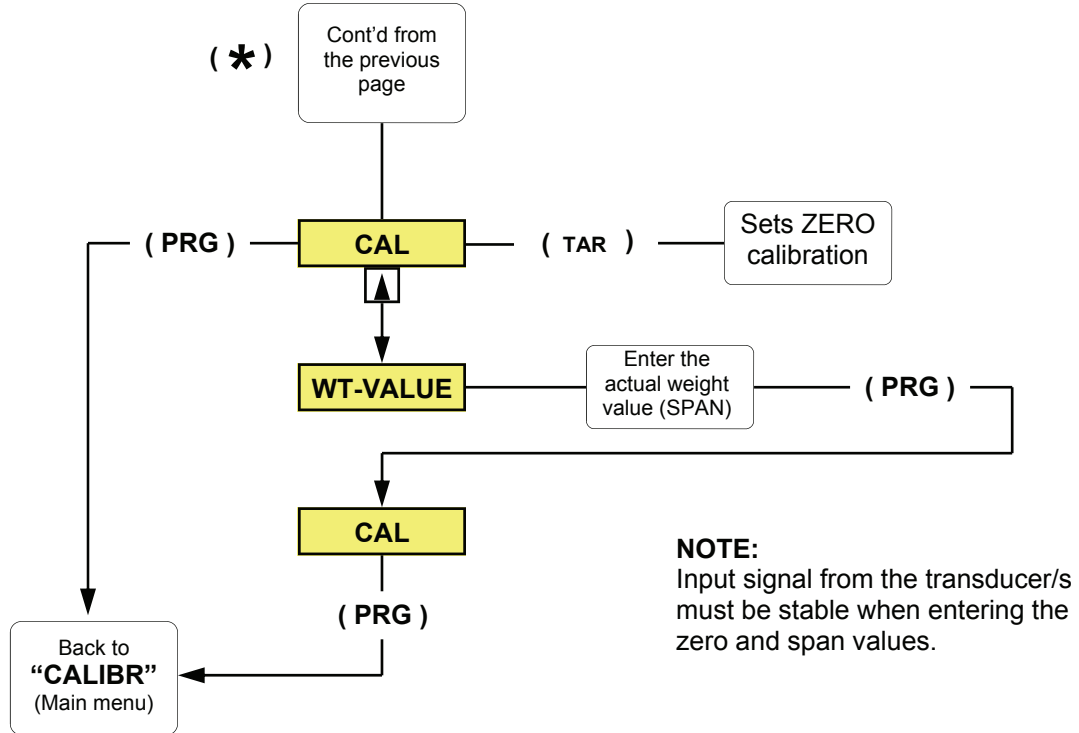 ( * )
Cont’d from
the previous
page
( PRG )
CAL
( TAR )
Sets ZERO
calibration
WT-VALUE
Enter the
actual weight
value (SPAN)
( PRG )
CAL
( PRG )
Back to
“CALIBR”
(Main menu)
NOTE:
Input signal from the transducer/s
must be stable when entering the
zero and span values.